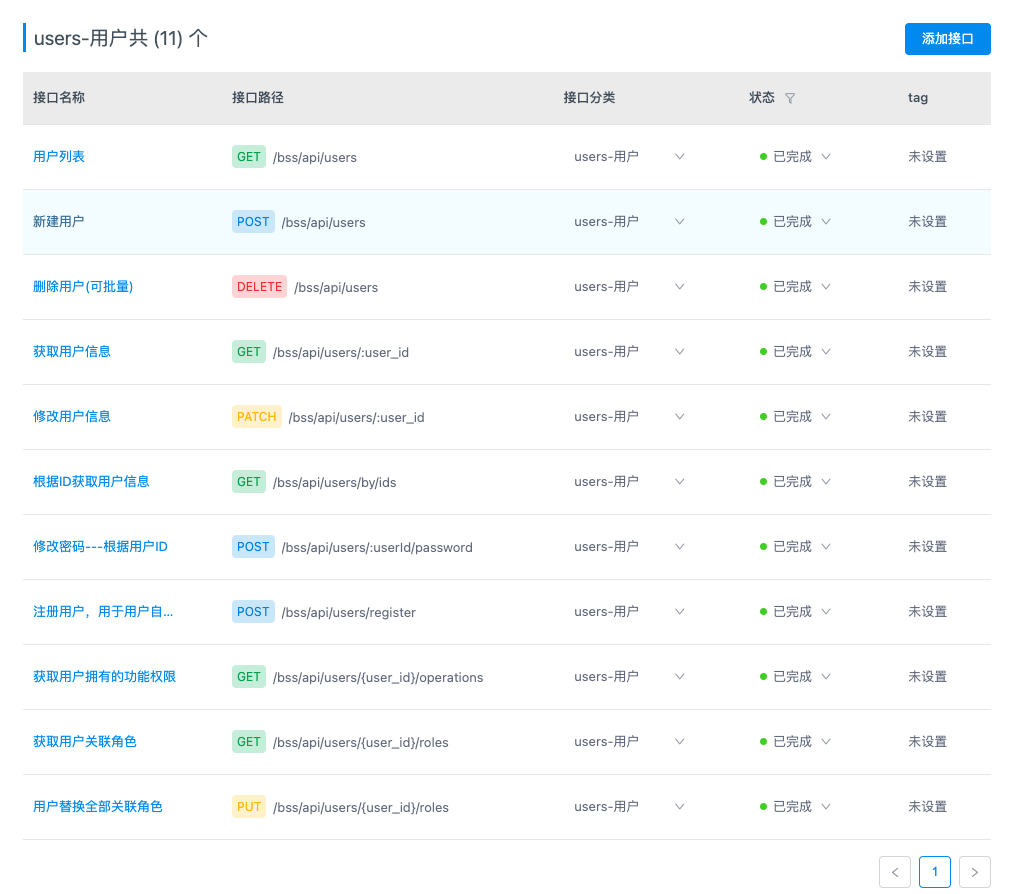 users-用户共 (11) 个
添加接口
接口名称 接口路径 接口分类 状态 tag
用户列表 GET /bss/api/users users-用户 已完成 未设置
新建用户 POST /bss/api/users users-用户 已完成 未设置
删除用户(可批量) DELETE /bss/api/users users-用户 已完成 未设置
获取用户信息 GET /bss/api/users/:user_id users-用户 已完成 未设置
修改用户信息 PATCH /bss/api/users/:user_id users-用户 已完成 未设置
根据ID获取用户信息 GET /bss/api/users/by/ids users-用户 已完成 未设置
修改密码---根据用户ID POST /bss/api/users/:userId/password users-用户 已完成 未设置
注册用户，用于用户自... POST /bss/api/users/register users-用户 已完成 未设置
获取用户拥有的功能权限 GET /bss/api/users/{user_id}/operations users-用户 已完成 未设置
获取用户关联角色 GET /bss/api/users/{user_id}/roles users-用户 已完成 未设置
用户替换全部关联角色 PUT /bss/api/users/{user_id}/roles users-用户 已完成 未设置
1